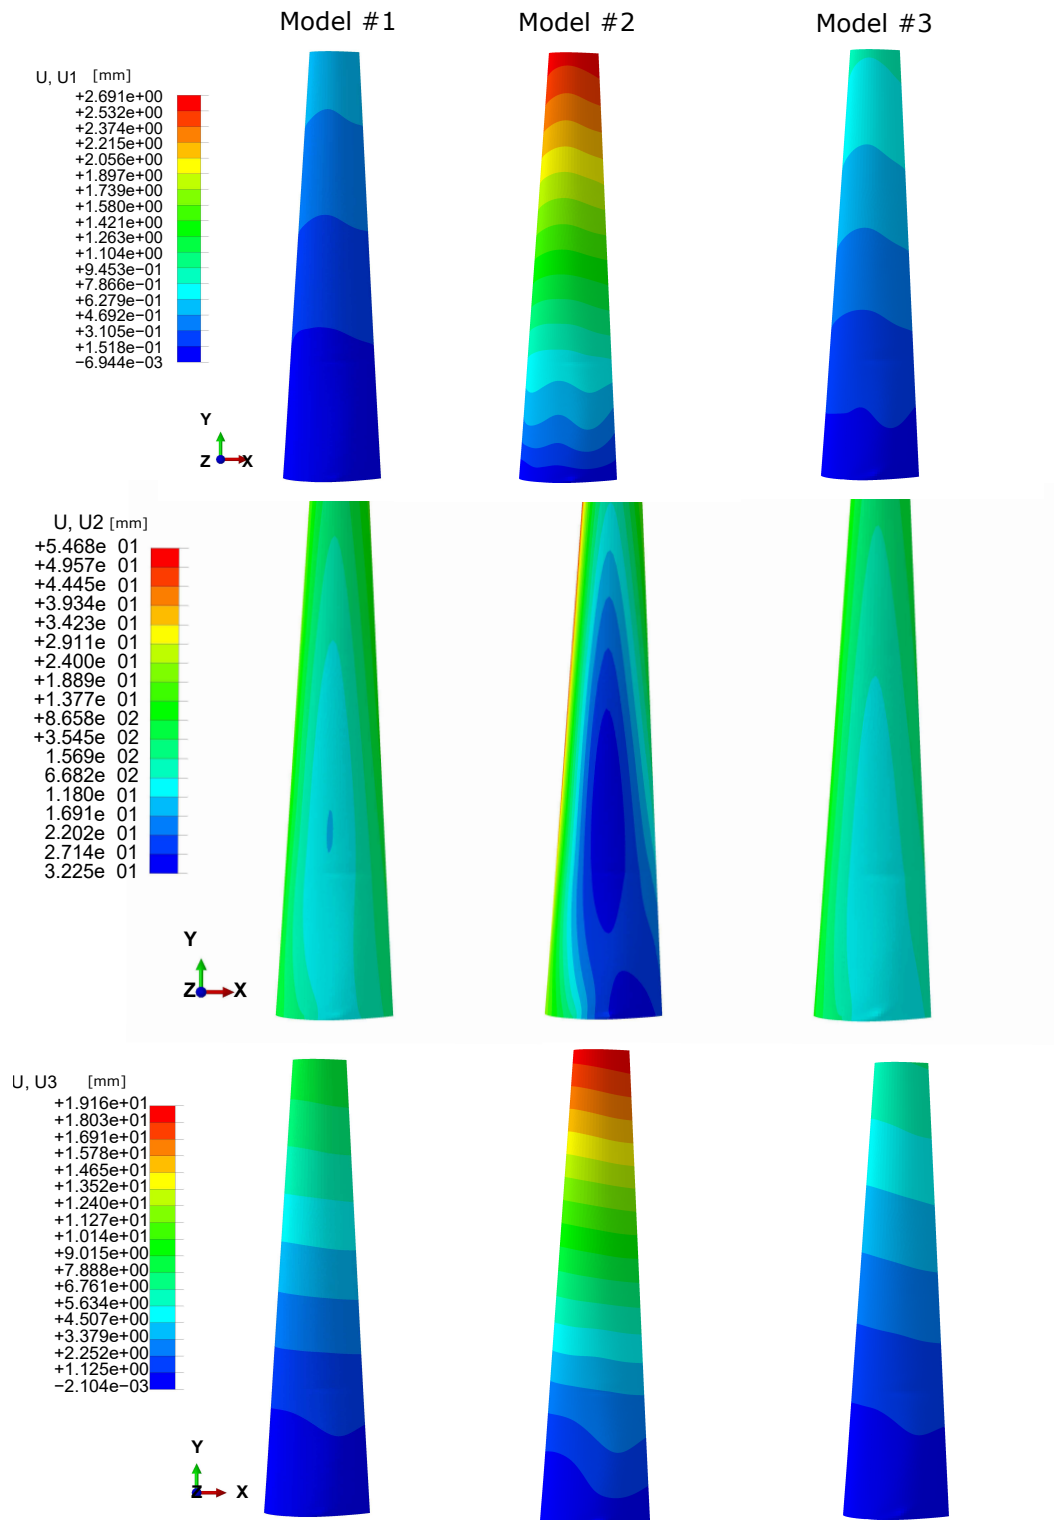 Model #1 Model #2 Model #3
U, U1 [mm]
+2.691e+00
+2.532e+00
+2.374e+00
+2.215e+00
+2.056e+00
+1.897e+00
+1.739e+00
+1.580e+00
+1.421e+00
+1.263e+00
+1.104e+00
+9.453e−01
+7.866e−01
+6.279e−01
+4.692e−01
+3.105e−01
+1.518e−01
−6.944e−03
Y
Z X
U, U2 [mm]
+5.468e 01
+4.957e 01
+4.445e 01
+3.934e 01
+3.423e 01
+2.911e 01
+2.400e 01
+1.889e 01
+1.377e 01
+8.658e 02
+3.545e 02
1.569e 02
6.682e 02
1.180e 01
1.691e 01
2.202e 01
2.714e 01
3.225e 01
Y
Z X
U, U3 [mm]
+1.916e+01
+1.803e+01
+1.691e+01
+1.578e+01
+1.465e+01
+1.352e+01
+1.240e+01
+1.127e+01
+1.014e+01
+9.015e+00
+7.888e+00
+6.761e+00
+5.634e+00
+4.507e+00
+3.379e+00
+2.252e+00
+1.125e+00
−2.104e−03
Y
Z X